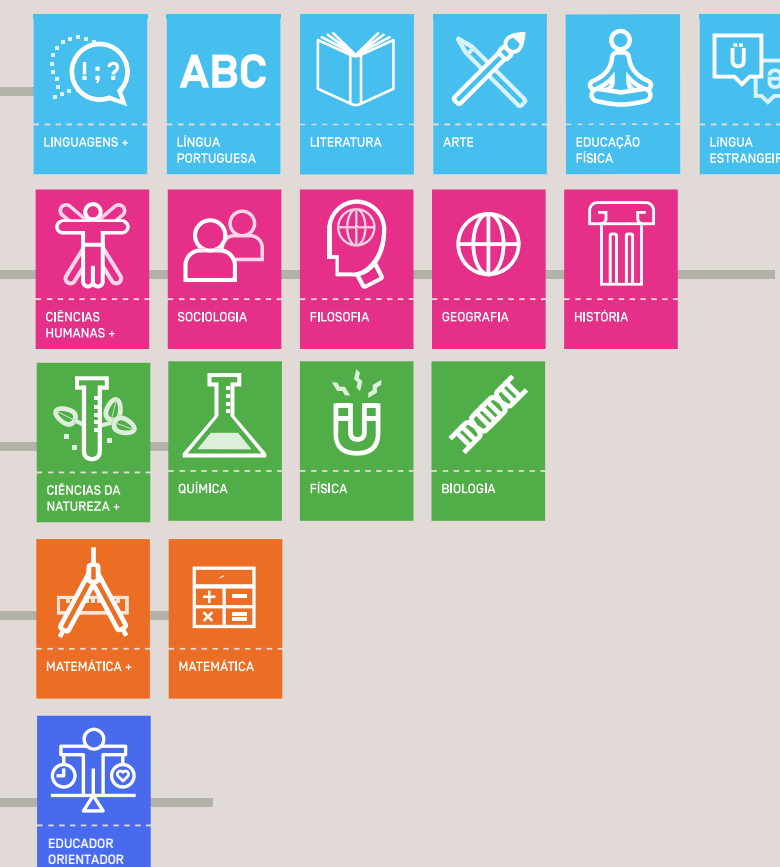 ! ; ?
LINGUAGENS +
ABC
LÍNGUA
PORTUGUESA
LITERATURA
ARTE
EDUCAÇÃO
FÍSICA
Ü
LÍNGUA
ESTRANGEIR
CIÊNCIAS
HUMANAS +
SOCIOLOGIA
FILOSOFIA
GEOGRAFIA
HISTÓRIA
CIÊNCIAS DA
NATUREZA +
QUÍMICA
FÍSICA
BIOLOGIA
MATEMÁTICA +
+ −
× =
MATEMÁTICA
EDUCADOR
ORIENTADOR